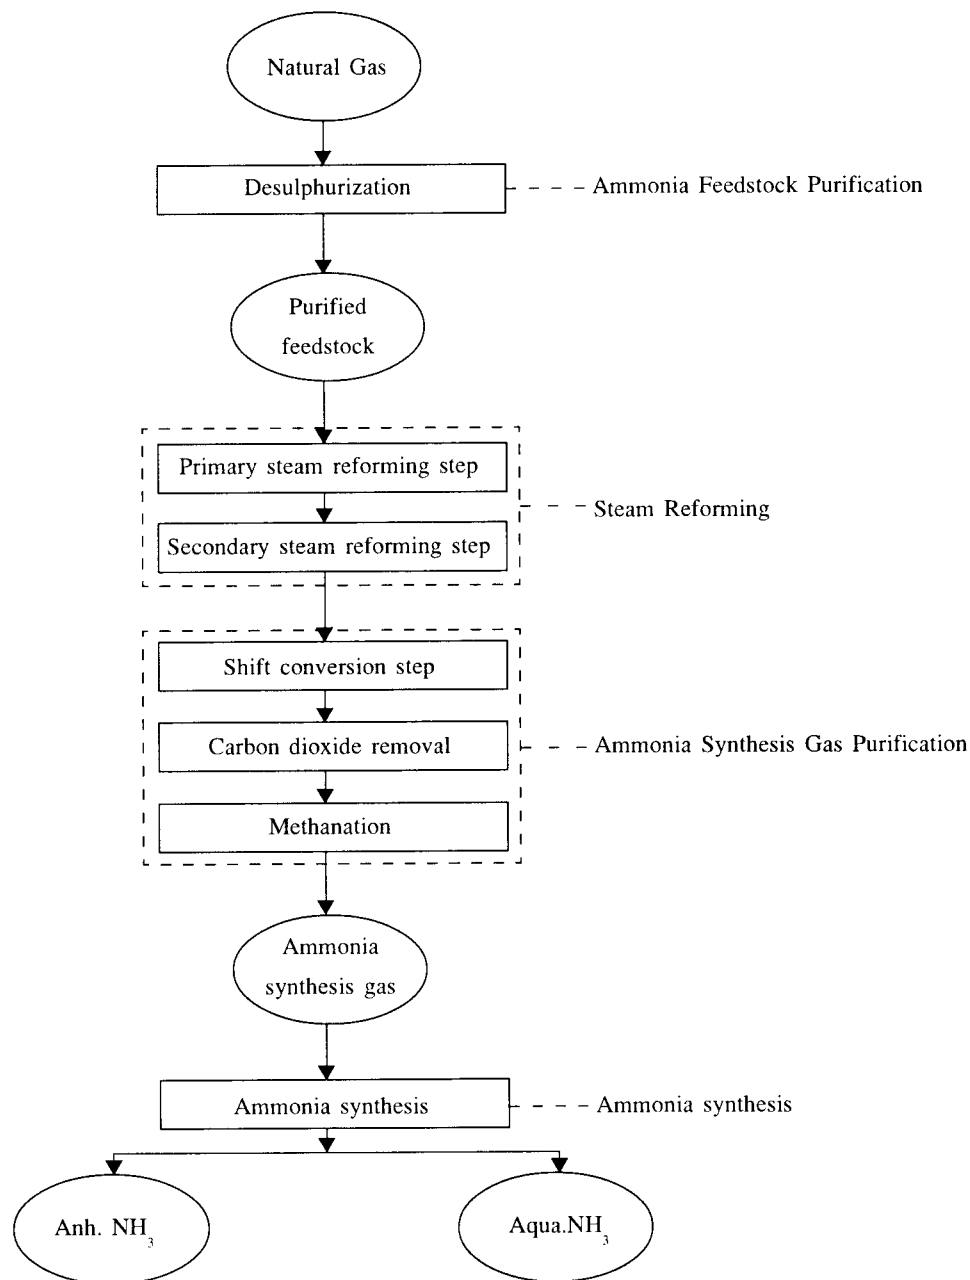 Natural Gas
Desulphurization
Ammonia Feedstock Purification
Purified
feedstock
Primary steam reforming step
Steam Reforming
Secondary steam reforming step
Shift conversion step
Carbon dioxide removal
Ammonia Synthesis Gas Purification
Methanation
Ammonia
synthesis gas
Ammonia synthesis
Ammonia synthesis
Anh. NH₃
Aqua.NH₃